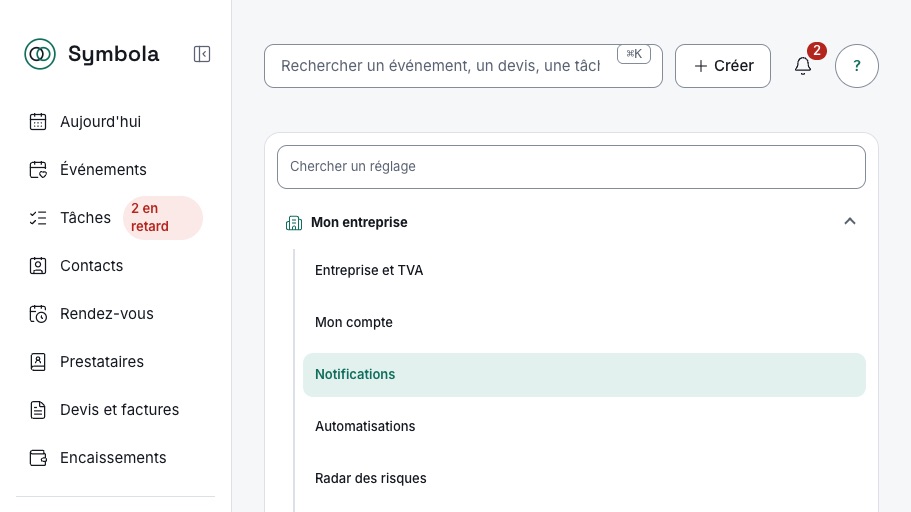 Symbola
Rechercher un événement, un devis, une tâch
⌘K
Créer
2
?
Aujourd'hui
Événements
Tâches
2 en
retard
Contacts
Rendez-vous
Prestataires
Devis et factures
Encaissements
Chercher un réglage
Mon entreprise
Entreprise et TVA
Mon compte
Notifications
Automatisations
Radar des risques